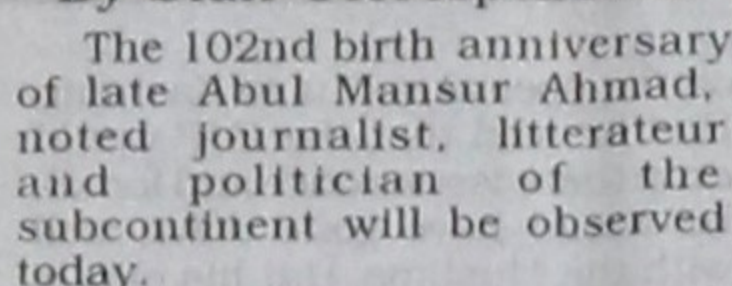 The 102nd birth anniversary
of late Abul Mansur Ahmad,
noted journalist, litterateur
and politician of the
subcontinent will be observed
today.